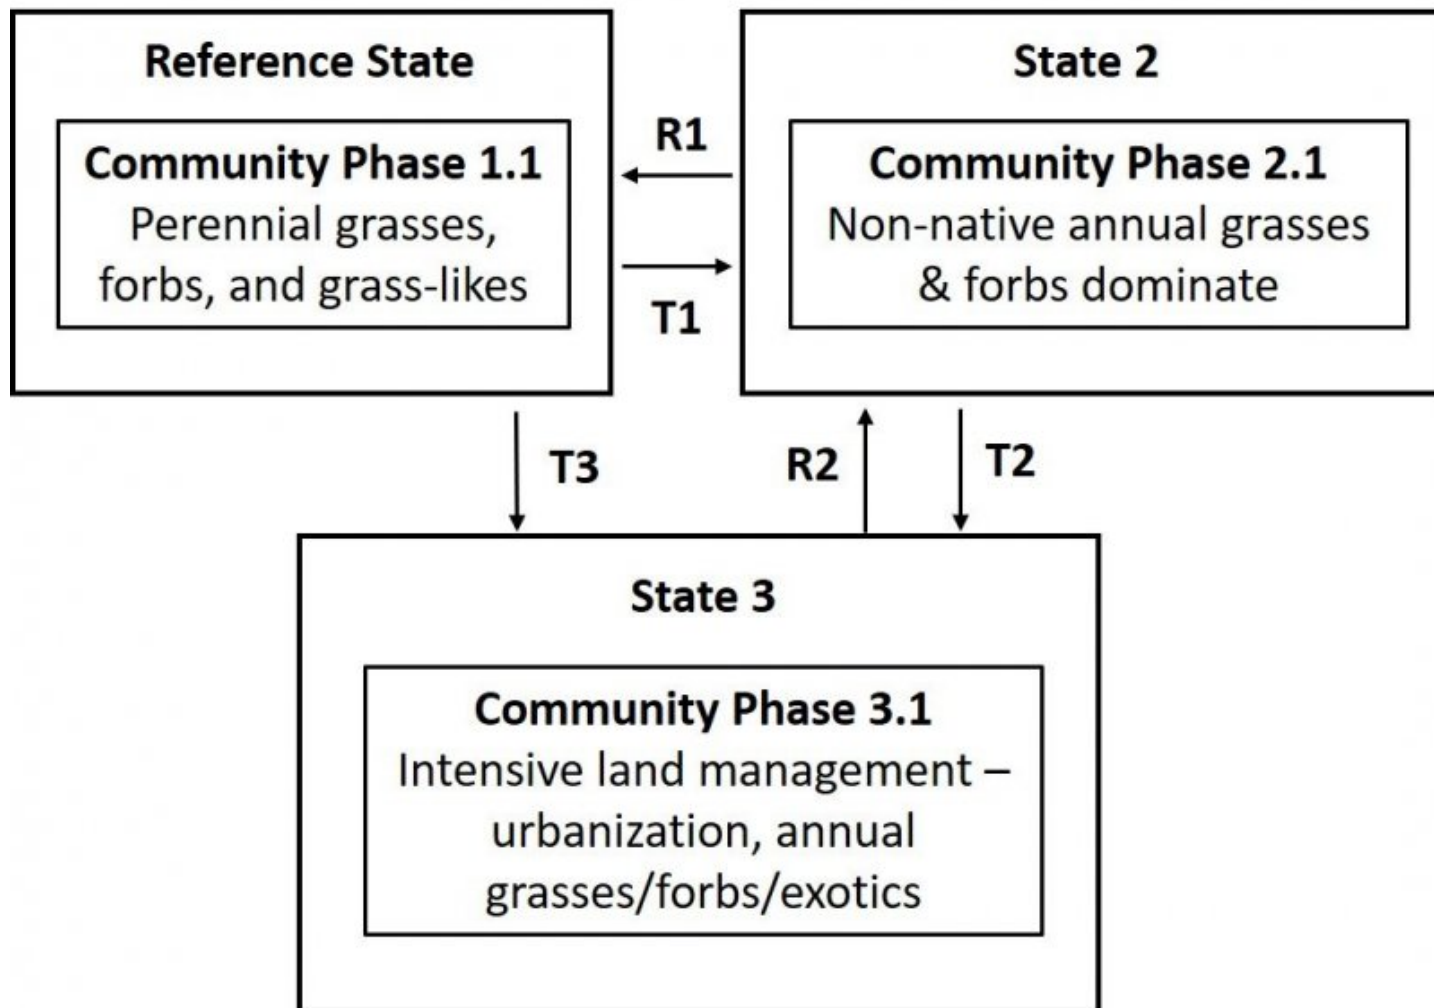 Reference State
Community Phase 1.1
Perennial grasses,
forbs, and grass-likes
R1
T1
State 2
Community Phase 2.1
Non-native annual grasses
& forbs dominate
T3
R2
T2
State 3
Community Phase 3.1
Intensive land management –
urbanization, annual
grasses/forbs/exotics